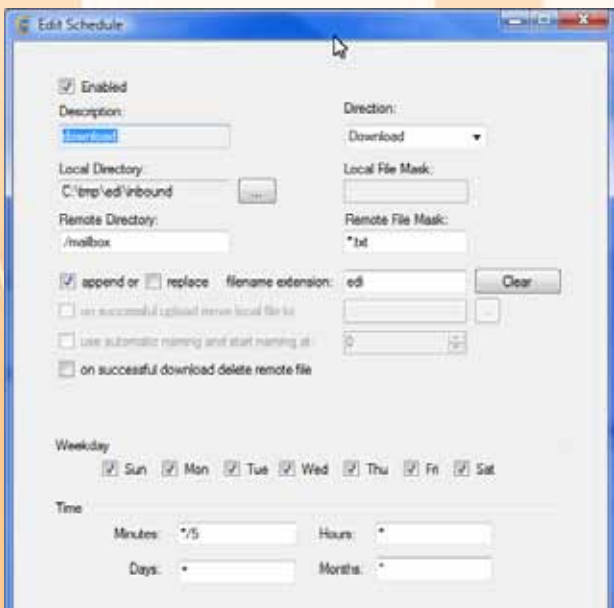 Edit Schedule
Enabled
Description:
Direction:
download
Download
Local Directory:
Local File Mask:
C:\tmp\edi\inbound
...
Remote Directory:
Remote File Mask:
/mailbox
*.txt
append or replace filename extension: edi Clear
on successful upload move local file to: ...
use automatic naming and start naming at: 0
on successful download delete remote file
Weekday
Sun Mon Tue Wed Thu Fri Sat
Time
Minutes: */5 Hours: *
Days: * Months: *